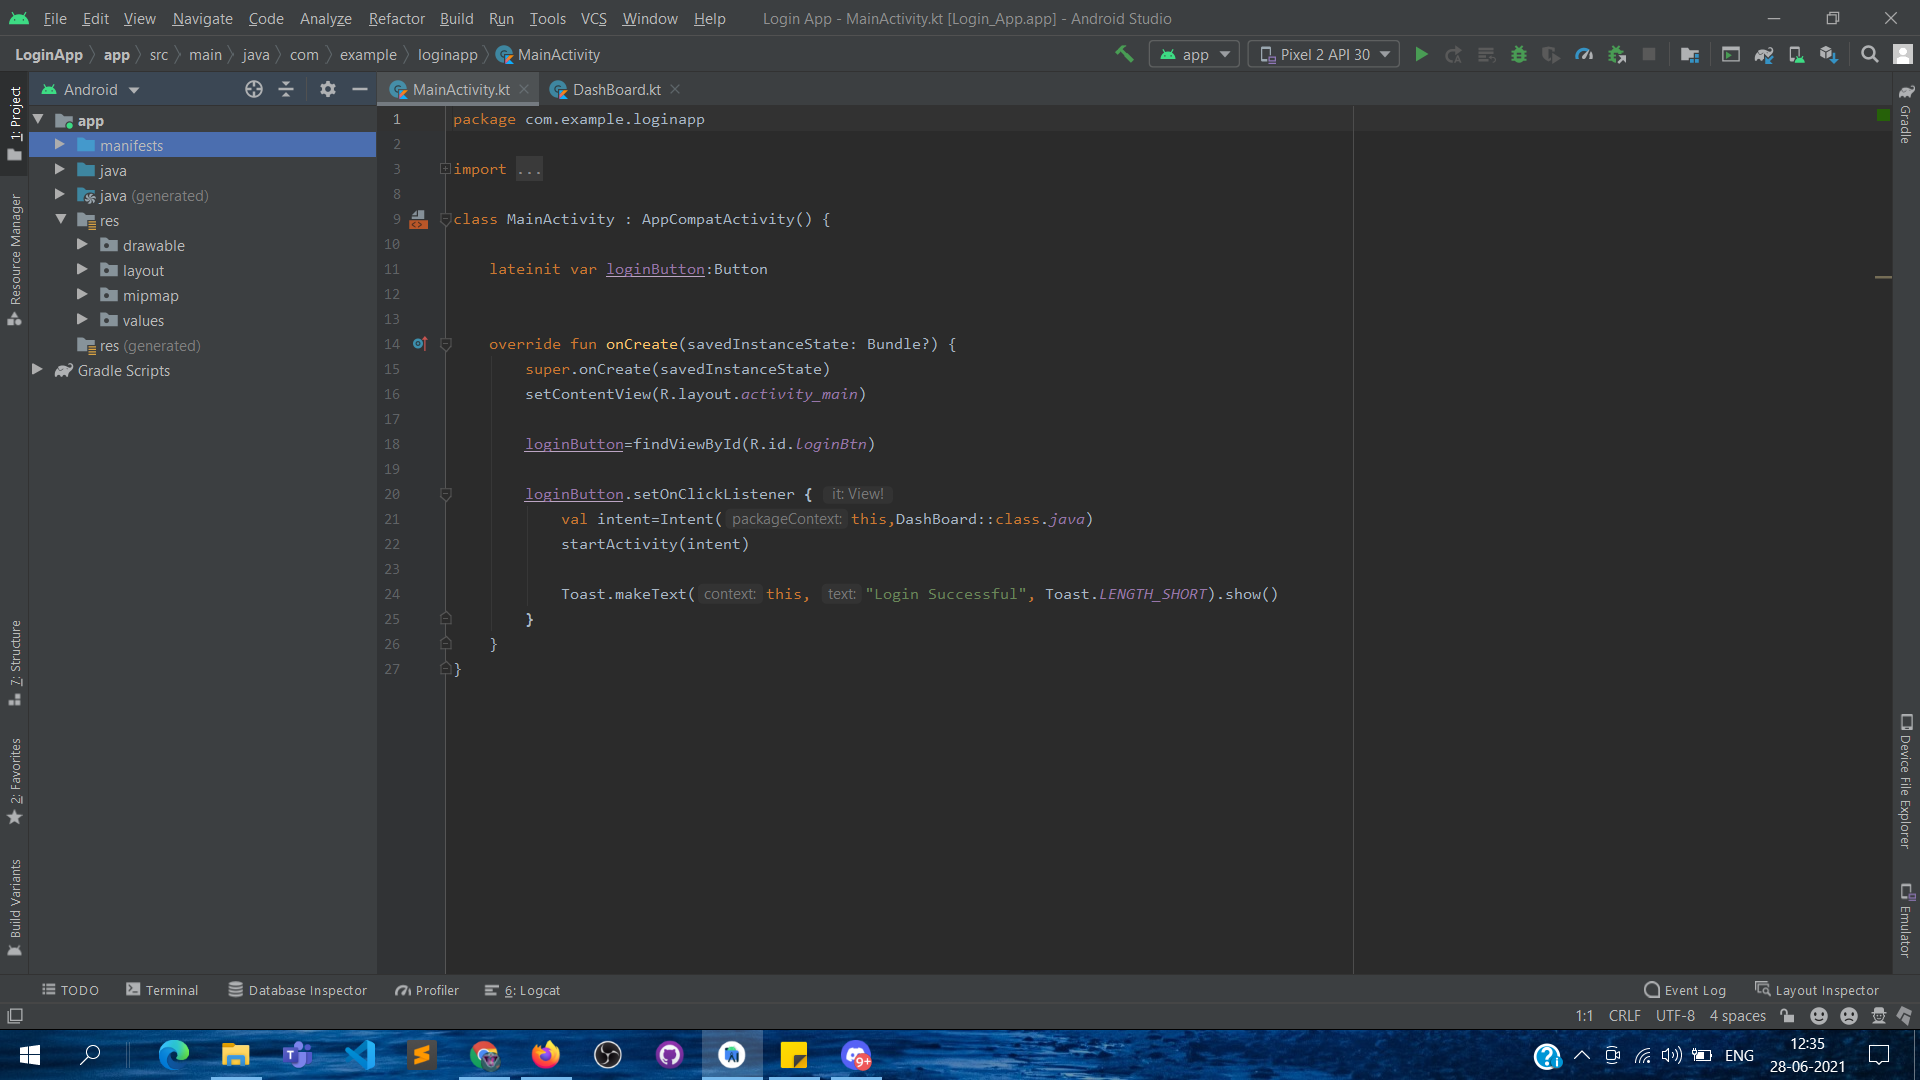 File Edit View Navigate Code Analyze Refactor Build Run Tools VCS Window Help Login App - MainActivity.kt [Login_App.app] - Android Studio
LoginApp app src main java com example loginapp MainActivity app Pixel 2 API 30
Android MainActivity.kt DashBoard.kt
1: Project
Resource Manager
7: Structure
2: Favorites
Build Variants
app
manifests
java
java (generated)
res
drawable
layout
mipmap
values
res (generated)
Gradle Scripts
1 package com.example.loginapp
2
3 import ...
8
9 class MainActivity : AppCompatActivity() {
10
11 lateinit var loginButton:Button
12
13
14 override fun onCreate(savedInstanceState: Bundle?) {
15 super.onCreate(savedInstanceState)
16 setContentView(R.layout.activity_main)
17
18 loginButton=findViewById(R.id.loginBtn)
19
20 loginButton.setOnClickListener { it: View!
21 val intent=Intent( packageContext: this,DashBoard::class.java)
22 startActivity(intent)
23
24 Toast.makeText( context: this, text: "Login Successful", Toast.LENGTH_SHORT).show()
25 }
26 }
27 }
Gradle
Device File Explorer
Emulator
TODO Terminal Database Inspector Profiler 6: Logcat Event Log Layout Inspector
1:1 CRLF UTF-8 4 spaces
9+ ENG 12:35
28-06-2021